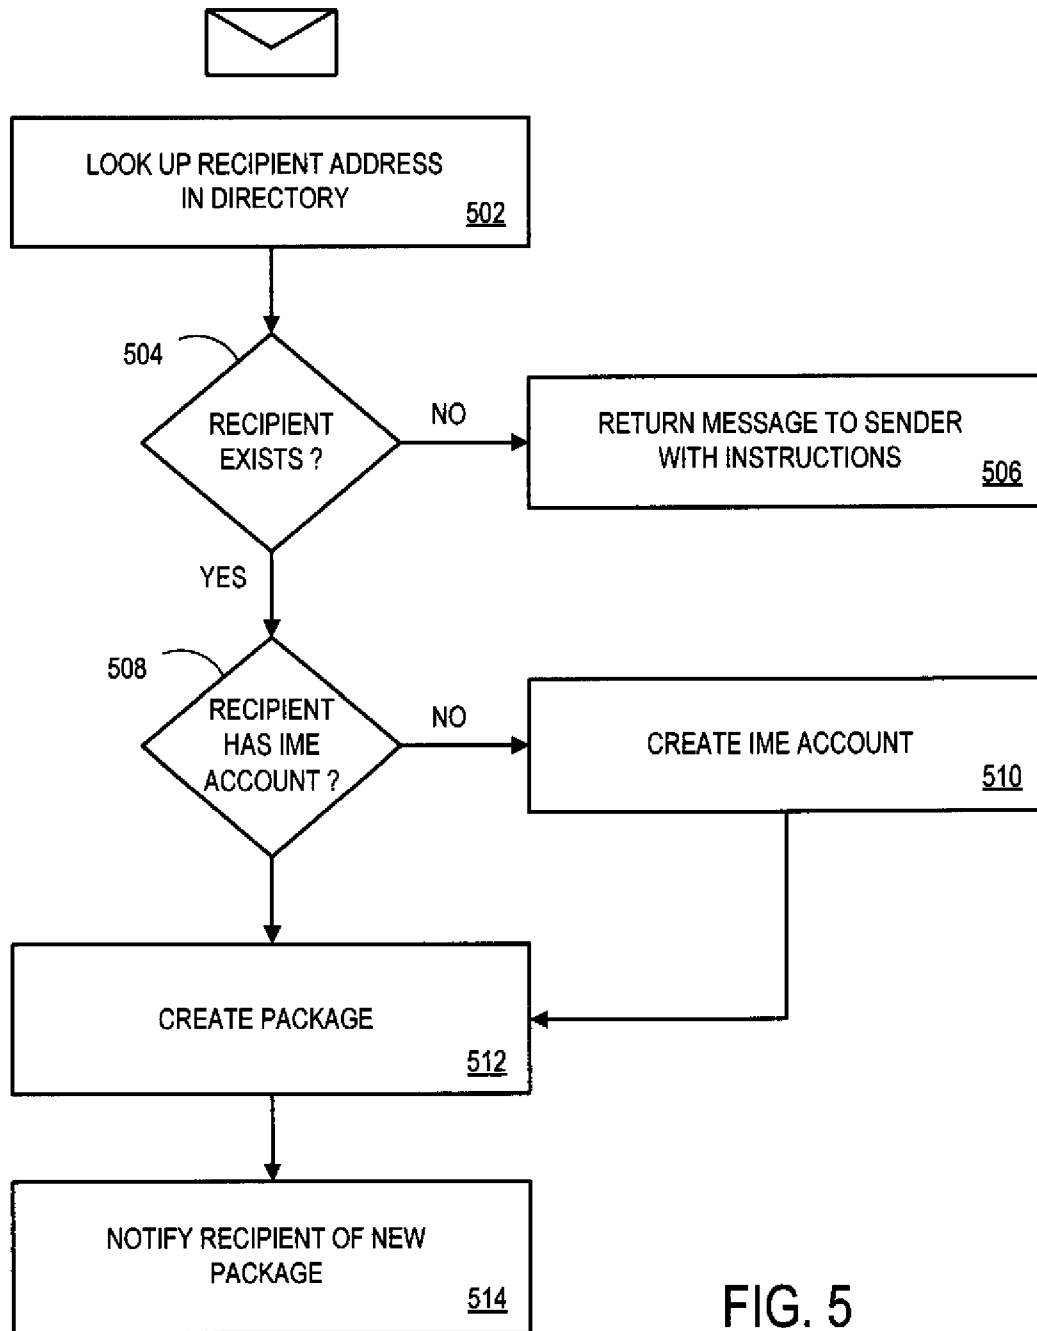 LOOK UP RECIPIENT ADDRESS
IN DIRECTORY
502
504
RECIPIENT
EXISTS ?
NO
RETURN MESSAGE TO SENDER
WITH INSTRUCTIONS
506
YES
508
RECIPIENT
HAS IME
ACCOUNT ?
NO
CREATE IME ACCOUNT
510
CREATE PACKAGE
512
NOTIFY RECIPIENT OF NEW
PACKAGE
514
FIG. 5